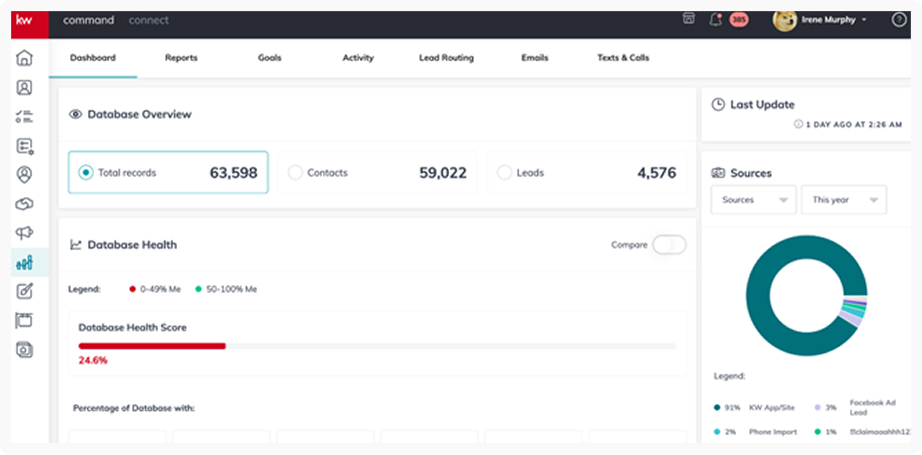 kw command connect 385 Irene Murphy ?
Dashboard Reports Goals Activity Lead Routing Emails Texts & Calls
Database Overview
Total records 63,598 Contacts 59,022 Leads 4,576
Database Health Compare
Legend: 0-49% Me 50-100% Me
Database Health Score
24.6%
Percentage of Database with:
Last Update
1 DAY AGO AT 2:26 AM
Sources
Sources This year
Legend:
91% KW App/Site 3% Facebook Ad
Lead
2% Phone Import 1%